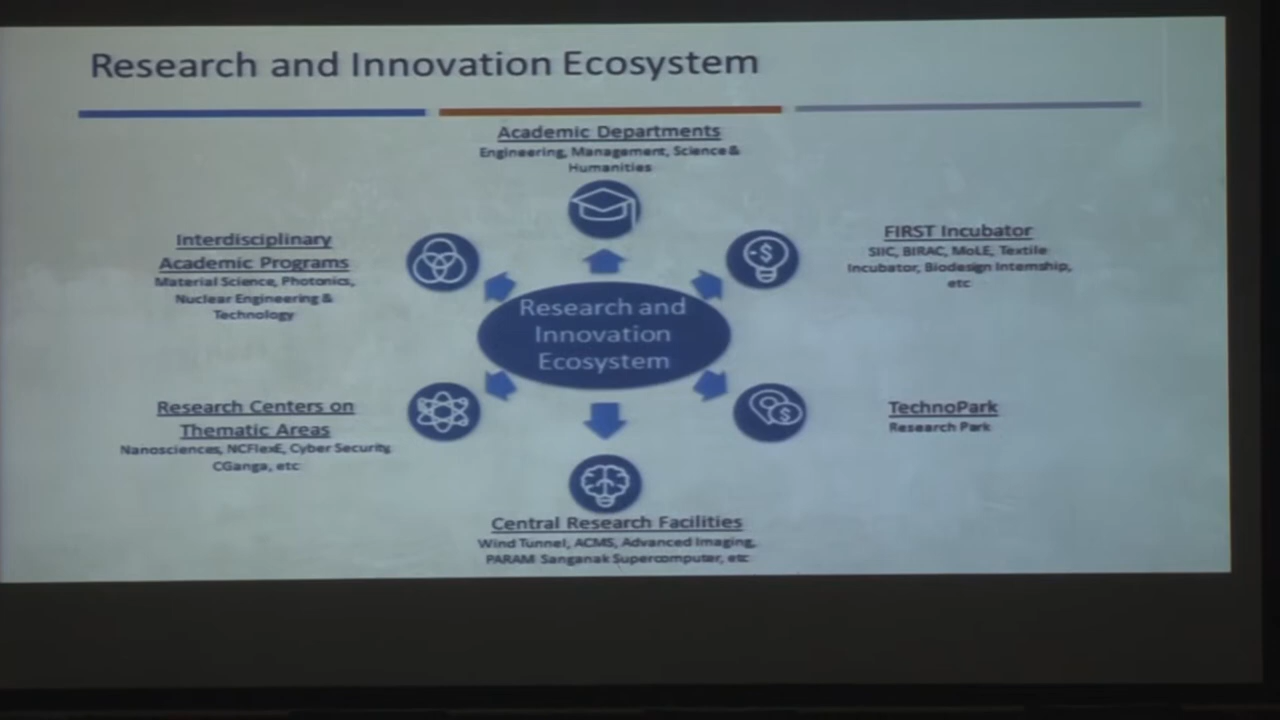 Research and Innovation Ecosystem
Academic Departments
Engineering, Management, Science &
Humanities
Interdisciplinary
Academic Programs
Material Science, Photonics,
Nuclear Engineering &
Technology
FIRST Incubator
SIIC, BIRAC, MoLE, Textile
Incubator, Biodesign Internship,
etc
Research and
Innovation
Ecosystem
Research Centers on
Thematic Areas
Nanosciences, NCFlexE, Cyber Security,
CGanga, etc
TechnoPark
Research Park
Central Research Facilities
Wind Tunnel, ACMS, Advanced Imaging,
PARAM Sanganak Supercomputer, etc